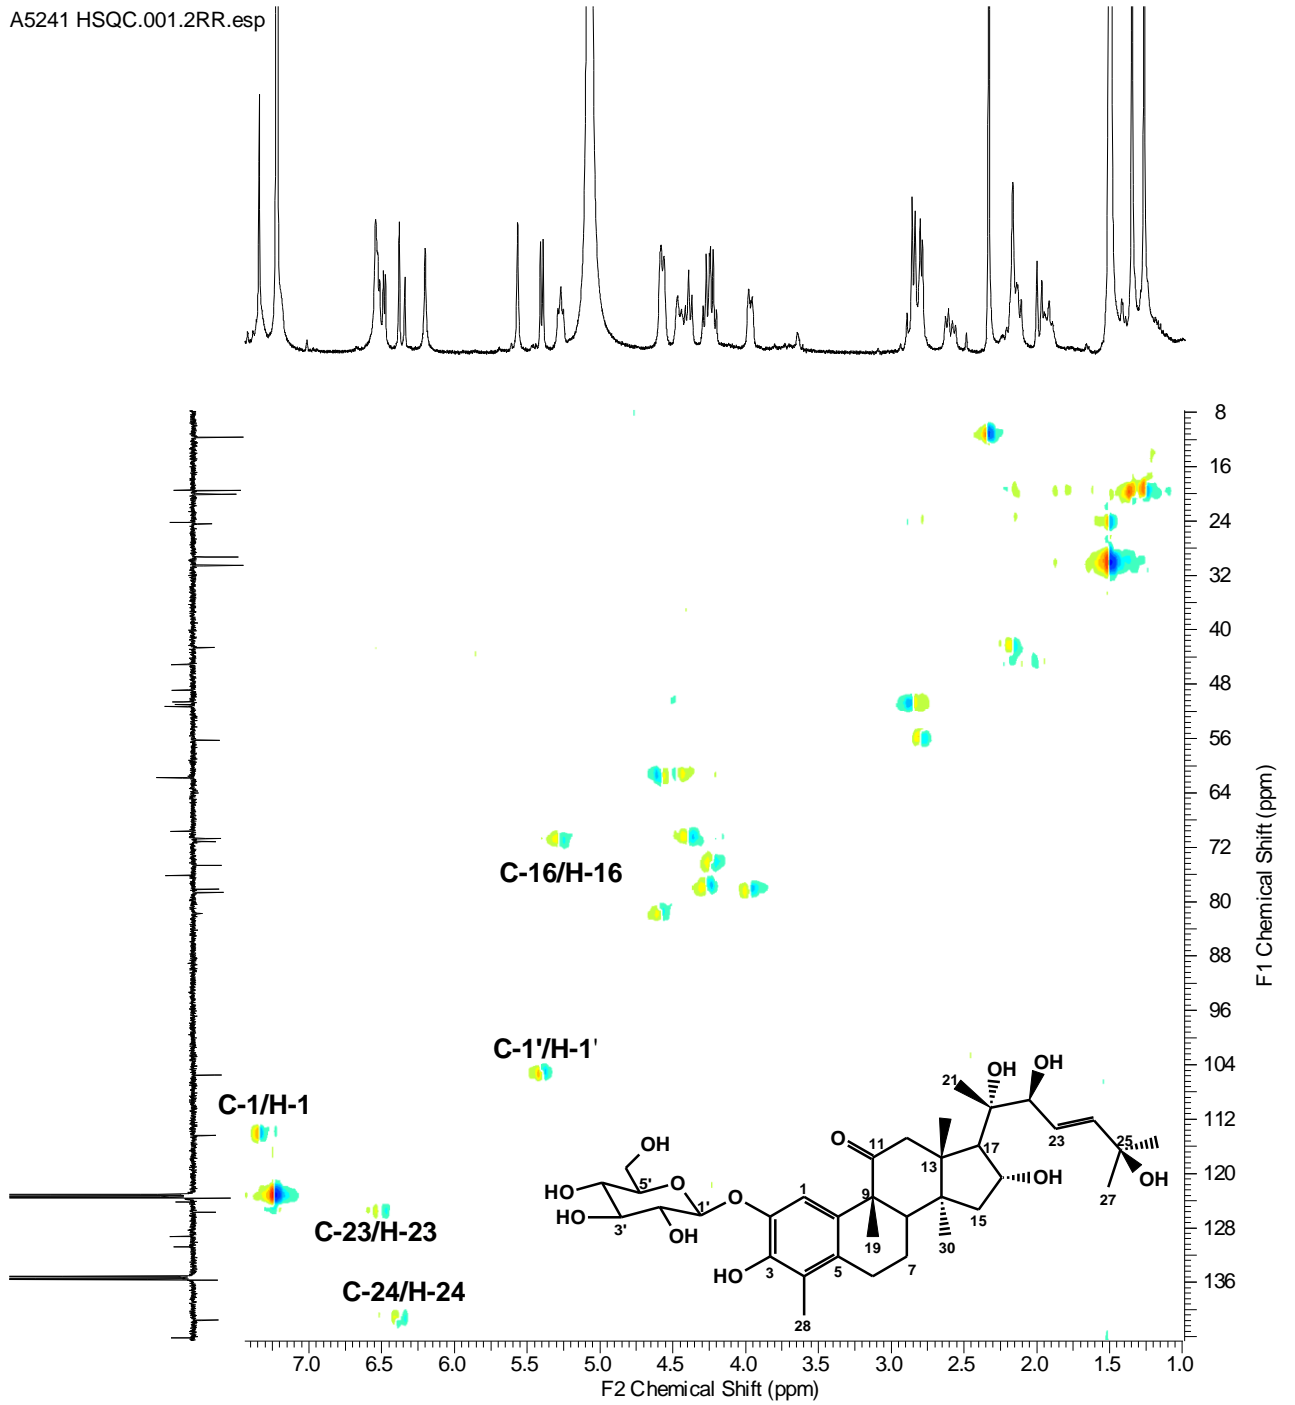 A5241 HSQC.001.2RR.esp
8
16
24
32
40
48
56
64
72
80
88
96
104
112
120
128
136
F1 Chemical Shift (ppm)
C-16/H-16
C-1'/H-1'
C-1/H-1
C-23/H-23
C-24/H-24
OH
OH
21
O
11
23
25
OH
17
13
OH
27
OH
5'
O
1'
O
1
9
15
HO
HO
3'
OH
19
30
HO
3
5
7
28
7.0 6.5 6.0 5.5 5.0 4.5 4.0 3.5 3.0 2.5 2.0 1.5 1.0
F2 Chemical Shift (ppm)